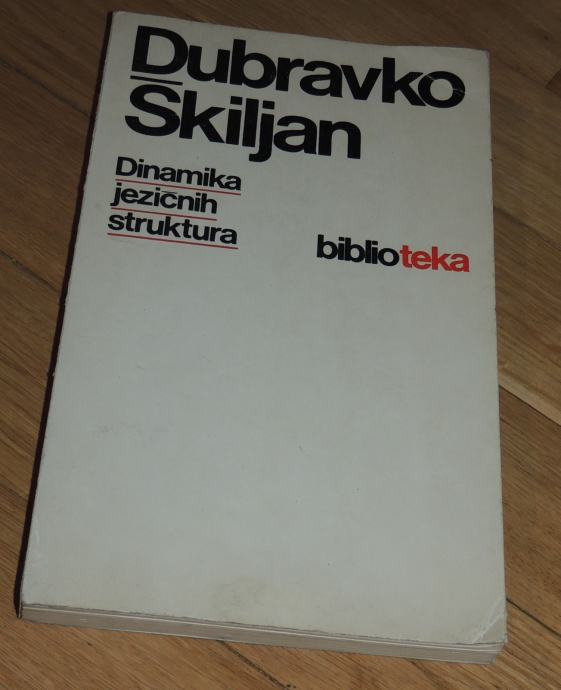 Dubravko
Škiljan
Dinamika
jezičnih
struktura
biblioteka